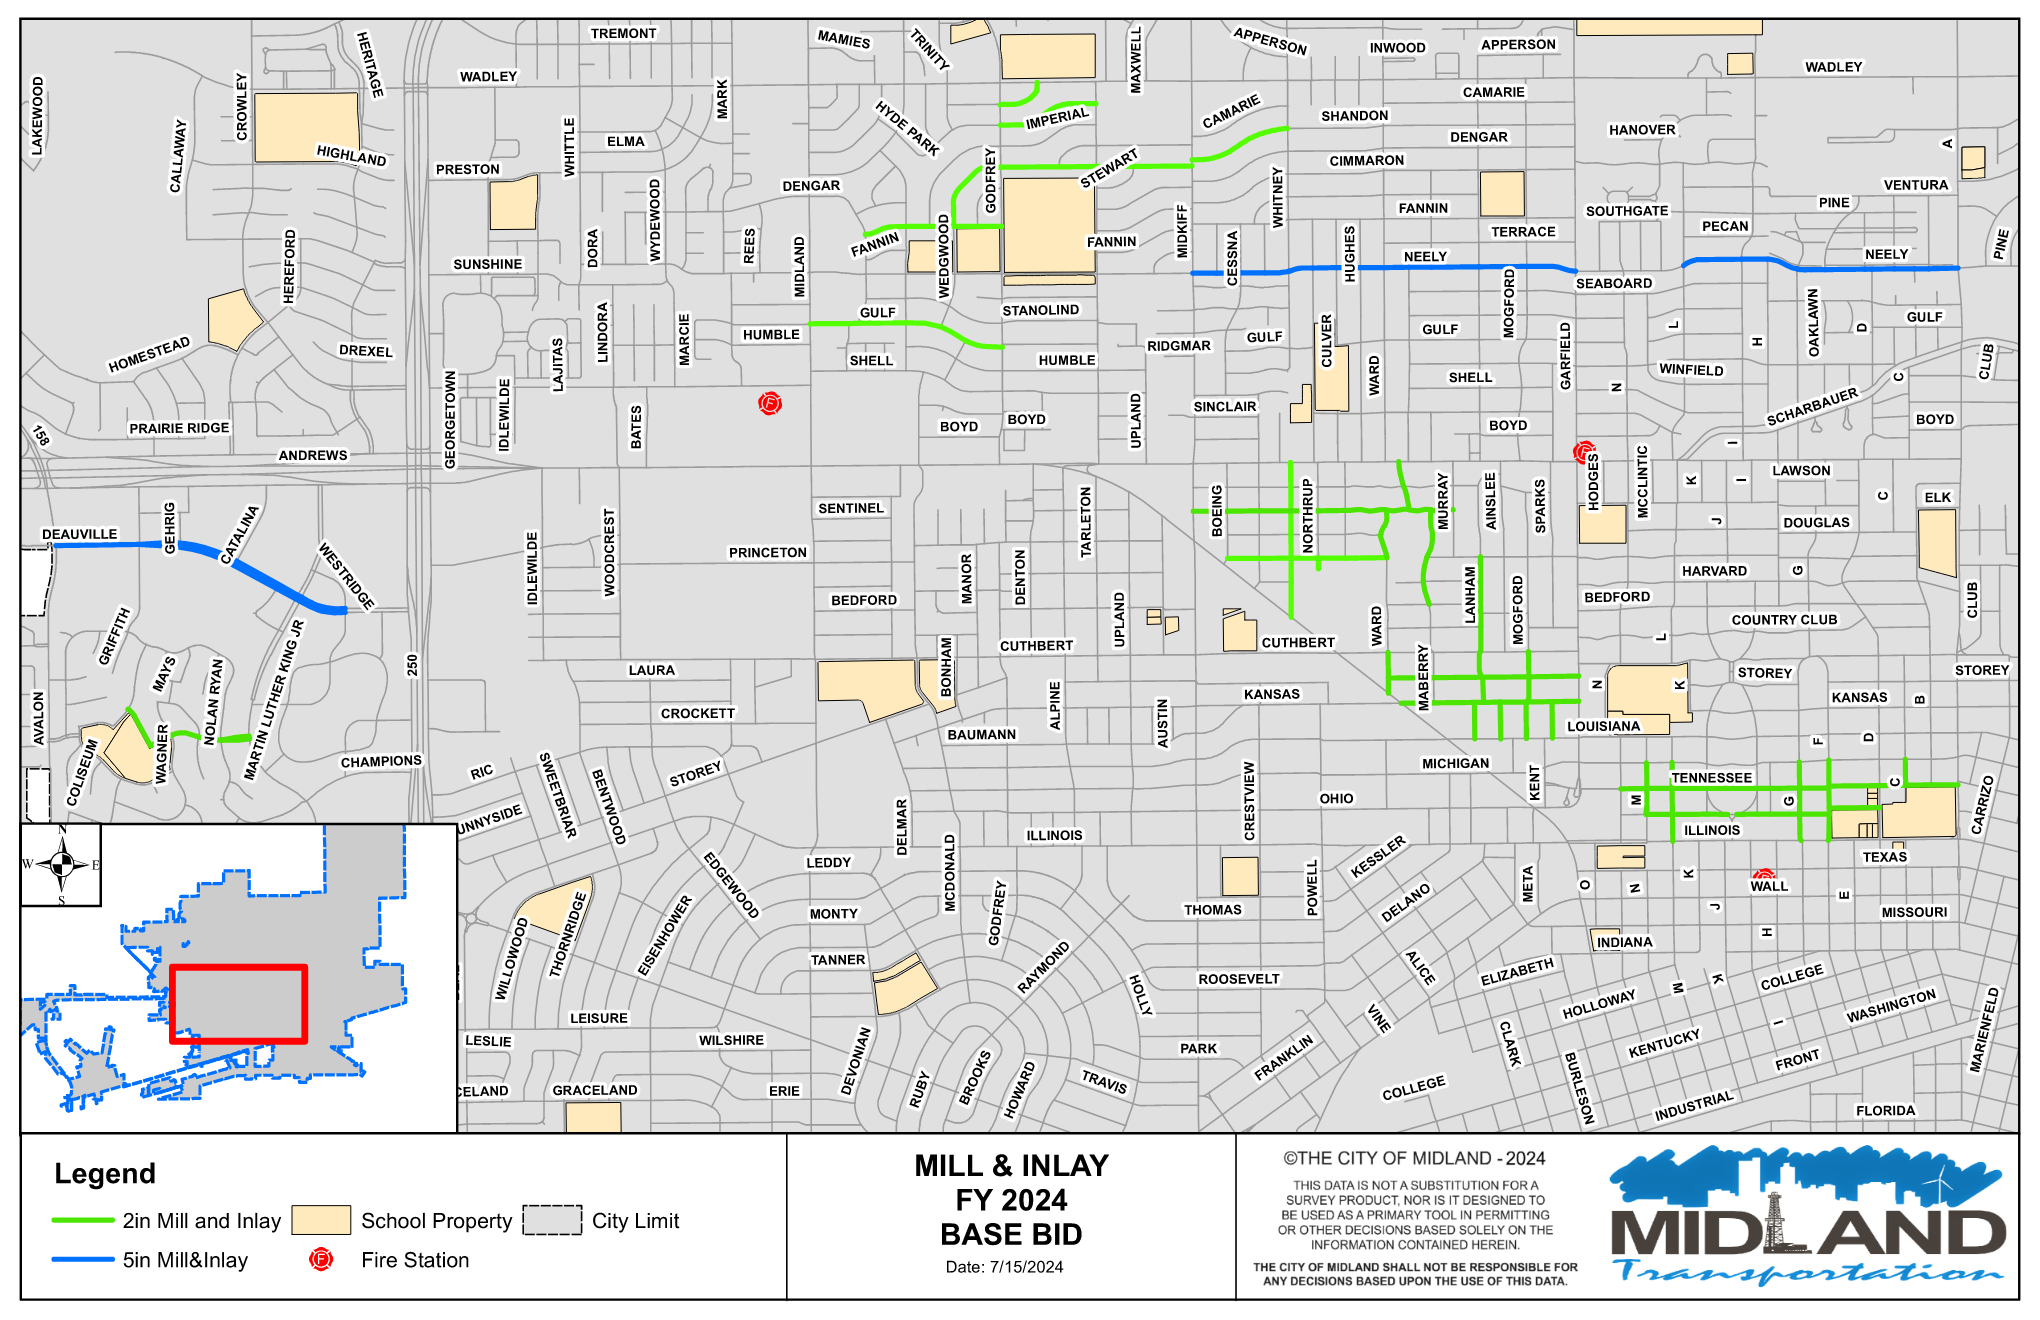 TREMONT
MAMIES
TRINITY
MAXWELL
APPERSON
INWOOD
APPERSON
HERITAGE
WADLEY
WADLEY
LAKEWOOD
CROWLEY
MARK
CAMARIE
CAMARIE
SHANDON
IMPERIAL
HYDE PARK
HANOVER
CALLAWAY
HIGHLAND
WHITTLE
ELMA
DENGAR
A
PRESTON
CIMMARON
STEWART
GODFREY
DENGAR
VENTURA
WYDEWOOD
WHITNEY
FANNIN
SOUTHGATE
PINE
HEREFORD
DORA
REES
MIDLAND
FANNIN
WEDGWOOD
FANNIN
MIDKIFF
CESSNA
HUGHES
TERRACE
PECAN
PINE
SUNSHINE
NEELY
NEELY
SEABOARD
MOGFORD
HOMESTEAD
DREXEL
LINDORA
LAJITAS
MARCIE
HUMBLE
GULF
STANOLIND
SHELL
HUMBLE
RIDGMAR
GULF
CULVER
GULF
GARFIELD
L
H
OAKLAWN
D
GULF
CLUB
GEORGETOWN
IDLEWILDE
WARD
SHELL
N
WINFIELD
C
PRAIRIE RIDGE
158
BATES
BOYD
BOYD
UPLAND
SINCLAIR
BOYD
SCHARBAUER
BOYD
ANDREWS
I
HODGES
MCCLINTIC
K
I
LAWSON
C
ELK
DEAUVILLE
GEHRIG
CATALINA
WESTRIDGE
IDLEWILDE
WOODCREST
SENTINEL
PRINCETON
TARLETON
BOEING
NORTHRUP
MURRAY
AINSLEE
SPARKS
J
DOUGLAS
MANOR
DENTON
BEDFORD
UPLAND
LANHAM
MOGFORD
BEDFORD
HARVARD
G
CLUB
GRIFFITH
MAYS
NOLAN RYAN
MARTIN LUTHER KING JR
250
CUTHBERT
CUTHBERT
WARD
COUNTRY CLUB
L
LAURA
BONHAM
MABERRY
STOREY
STOREY
AVALON
CROCKETT
ALPINE
AUSTIN
KANSAS
N
K
KANSAS
B
BAUMANN
LOUISIANA
COLISEUM
WAGNER
CHAMPIONS
RIC
SWEETBRIAR
BENTWOOD
STOREY
MICHIGAN
KENT
F
D
TENNESSEE
CRESTVIEW
OHIO
M
G
C
CARRIZO
UNNYSIDE
DELMAR
ILLINOIS
ILLINOIS
LEDDY
MCDONALD
KESSLER
TEXAS
EDGEWOOD
EISENHOWER
MONTY
GODFREY
THOMAS
POWELL
DELANO
META
O
N
K
J
WALL
E
MISSOURI
H
WILLOWOOD
THORNRIDGE
TANNER
RAYMOND
HOLLY
ROOSEVELT
ALICE
ELIZABETH
INDIANA
HOLLOWAY
M
K
COLLEGE
WASHINGTON
MARIENFELD
LEISURE
LESLIE
WILSHIRE
DEVONIAN
VINE
CLARK
KENTUCKY
I
FRONT
PARK
FRANKLIN
CELAND
GRACELAND
ERIE
RUBY
BROOKS
HOWARD
TRAVIS
COLLEGE
BURLESON
INDUSTRIAL
FLORIDA
N
W
E
S
Legend
2in Mill and Inlay
School Property
City Limit
5in Mill&Inlay
Fire Station
MILL & INLAY
FY 2024
BASE BID
Date: 7/15/2024
©THE CITY OF MIDLAND - 2024
THIS DATA IS NOT A SUBSTITUTION FOR A
SURVEY PRODUCT, NOR IS IT DESIGNED TO
BE USED AS A PRIMARY TOOL IN PERMITTING
OR OTHER DECISIONS BASED SOLELY ON THE
INFORMATION CONTAINED HEREIN.
THE CITY OF MIDLAND SHALL NOT BE RESPONSIBLE FOR
ANY DECISIONS BASED UPON THE USE OF THIS DATA.
MIDLAND
Transportation